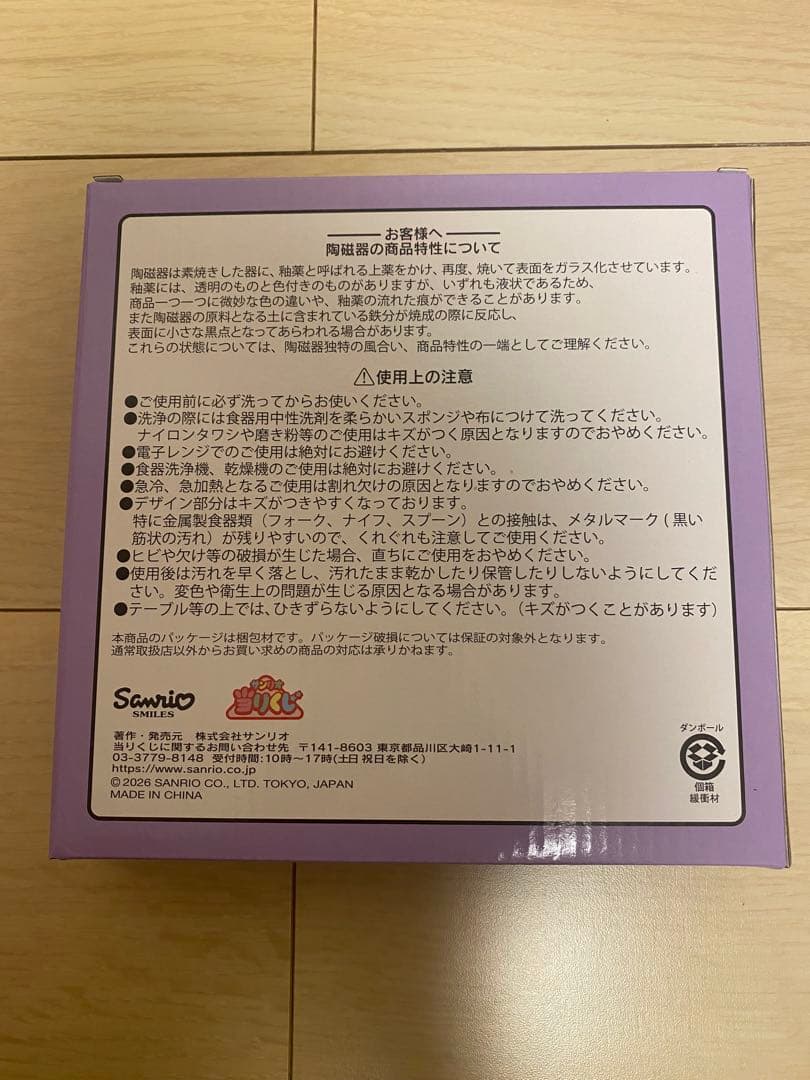 お客様へ
陶磁器の商品特性について
陶磁器は素焼きした器に、釉薬と呼ばれる上薬をかけ、再度、焼いて表面をガラス化させています。
釉薬には、透明のものと色付きのものがありますが、いずれも液状であるため、
商品一つ一つに微妙な色の違いや、釉薬の流れた痕ができることがあります。
また陶磁器の原料となる土に含まれている鉄分が焼成の際に反応し、
表面に小さな黒点となってあらわれる場合があります。
これらの状態については、陶磁器独特の風合い、商品特性の一端としてご理解ください。
⚠使用上の注意
●ご使用前に必ず洗ってからお使いください。
●洗浄の際には食器用中性洗剤を柔らかいスポンジや布につけて洗ってください。
ナイロンタワシや磨き粉等のご使用はキズがつく原因となりますのでおやめください。
●電子レンジでのご使用は絶対にお避けください。
●食器洗浄機、乾燥機のご使用は絶対にお避けください。
●急冷、急加熱となるご使用は割れ欠けの原因となりますのでおやめください。
●デザイン部分はキズがつきやすくなっております。
特に金属製食器類（フォーク、ナイフ、スプーン）との接触は、メタルマーク(黒い
筋状の汚れ）が残りやすいので、くれぐれも注意してご使用ください。
●ヒビや欠け等の破損が生じた場合、直ちにご使用をおやめください。
●使用後は汚れを早く落とし、汚れたまま乾かしたり保管したりしないようにしてくだ
さい。変色や衛生上の問題が生じる原因となる場合があります。
●テーブル等の上では、ひきずらないようにしてください。（キズがつくことがあります）
本商品のパッケージは梱包材です。パッケージ破損については保証の対象外となります。
通常取扱店以外からお買い求めの商品の対応は承りかねます。
Sanrio
SMILES
サンリオ
当りくじ
著作・発売元　株式会社サンリオ
当りくじに関するお問い合わせ先　〒141-8603 東京都品川区大崎1-11-1
03-3779-8148　受付時間:10時～17時(土日祝日を除く)
https://www.sanrio.co.jp
©2026 SANRIO CO., LTD. TOKYO, JAPAN
MADE IN CHINA
ダンボール
個箱
緩衝材